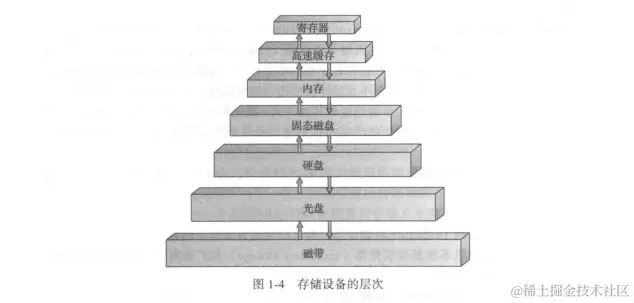 寄存器
高速缓存
内存
固态磁盘
硬盘
光盘
磁带
图 1-4 存储设备的层次
@稀土掘金技术社区